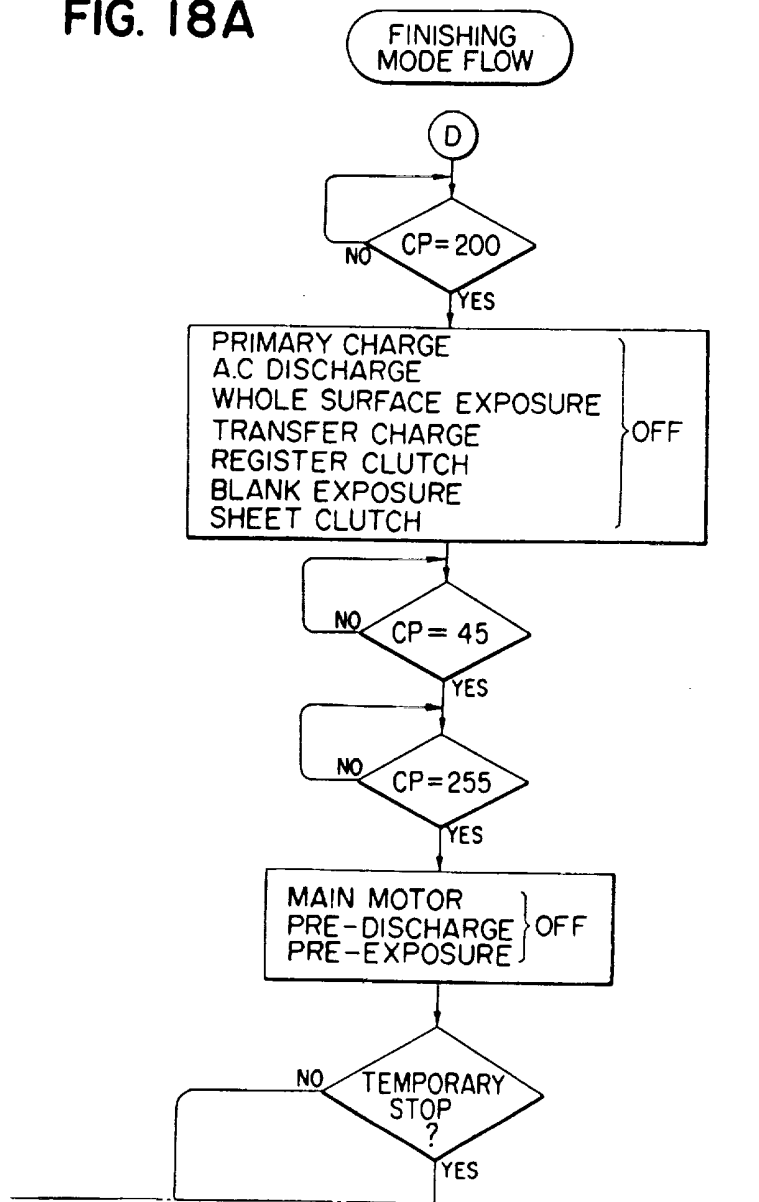 FIG. 18A
FINISHING
MODE FLOW
D
CP=200
NO
YES
PRIMARY CHARGE
A.C DISCHARGE
WHOLE SURFACE EXPOSURE
TRANSFER CHARGE
REGISTER CLUTCH
BLANK EXPOSURE
SHEET CLUTCH
OFF
NO
CP= 45
YES
NO
CP=255
YES
MAIN MOTOR
PRE-DISCHARGE
PRE-EXPOSURE
OFF
NO
TEMPORARY
STOP
?
YES